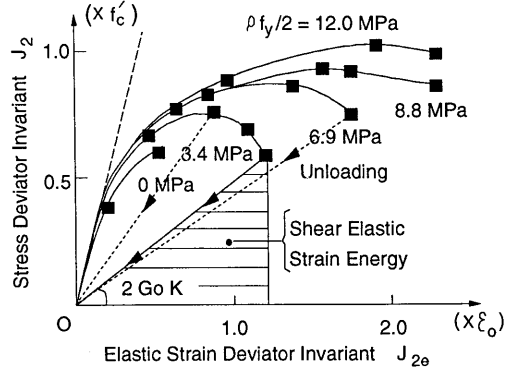 (X f'c)
ρfy/2 = 12.0 MPa
1.0
8.8 MPa
6.9 MPa
3.4 MPa
0 MPa
Unloading
0.5
Shear Elastic
Strain Energy
2 Go K
O
1.0
2.0
(X ξo)
Elastic Strain Deviator Invariant J2e
Stress Deviator Invariant J2